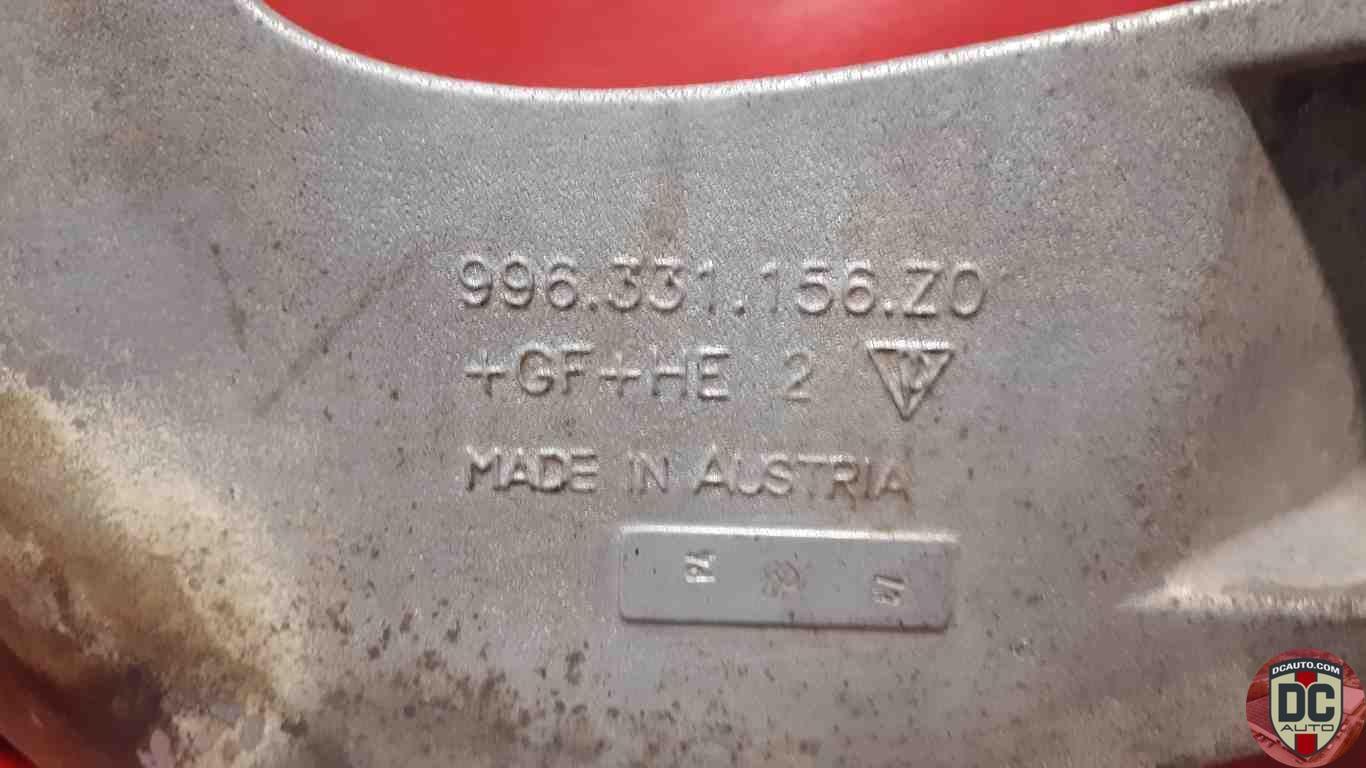 996.331.156.Z0
+GF+HE 2
MADE IN AUSTRIA
DCAUTO.COM
DC
AUTO